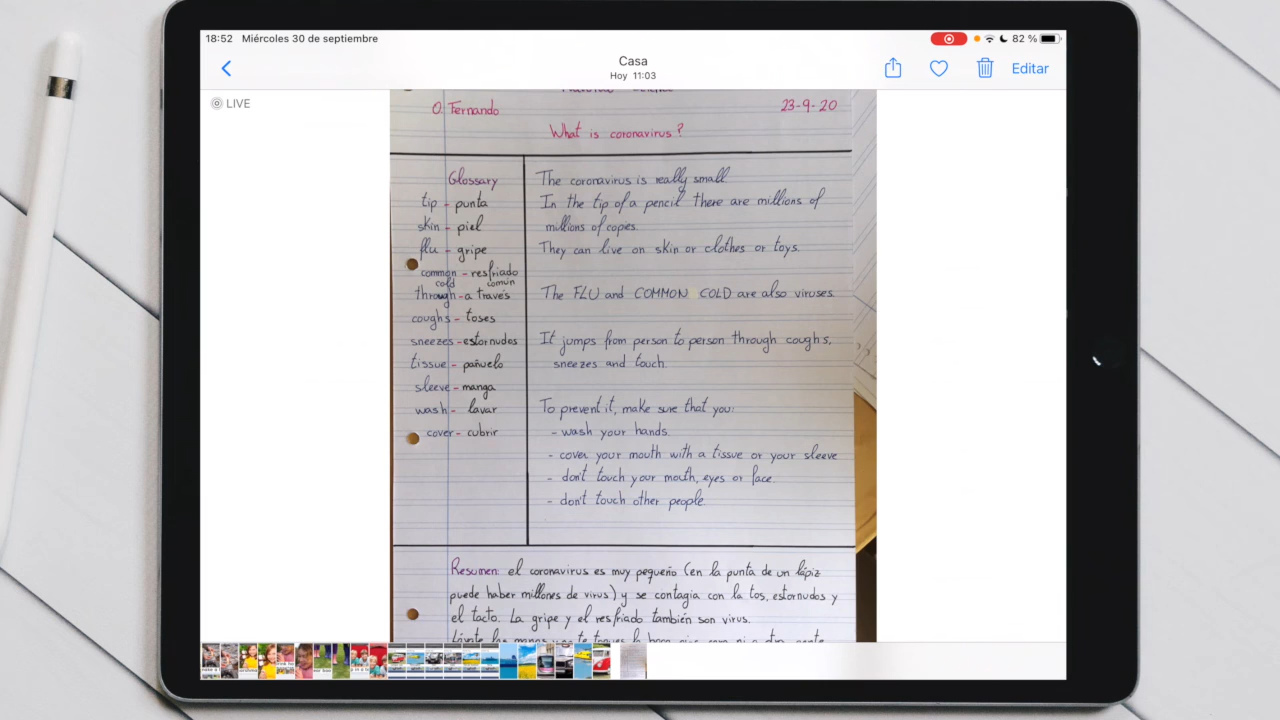 18:52 Miércoles 30 de septiembre
82 %
Casa
Hoy 11:03
Editar
LIVE
O. Fernando
23-9-20
What is coronavirus?
Glossary
tip - punta
skin - piel
flu - gripe
common cold - resfriado común
through - a través
coughs - toses
sneezes - estornudos
tissue - pañuelo
sleeve - manga
wash - lavar
cover - cubrir
The coronavirus is really small.
In the tip of a pencil there are millions of
millions of copes.
They can live on skin or clothes or toys.
The FLU and COMMON COLD are also viruses.
It jumps from person to person through coughs,
sneezes and touch.
To prevent it, make sure that you:
- wash your hands.
- cover your mouth with a tissue or your sleeve
- don't touch your mouth, eyes or face.
- don't touch other people.
Resumen: el coronavirus es muy pequeño (en la punta de un lápiz
puede haber millones de virus) y se contagia con la tos, estornudos y
el tacto. La gripe y el resfriado también son virus.